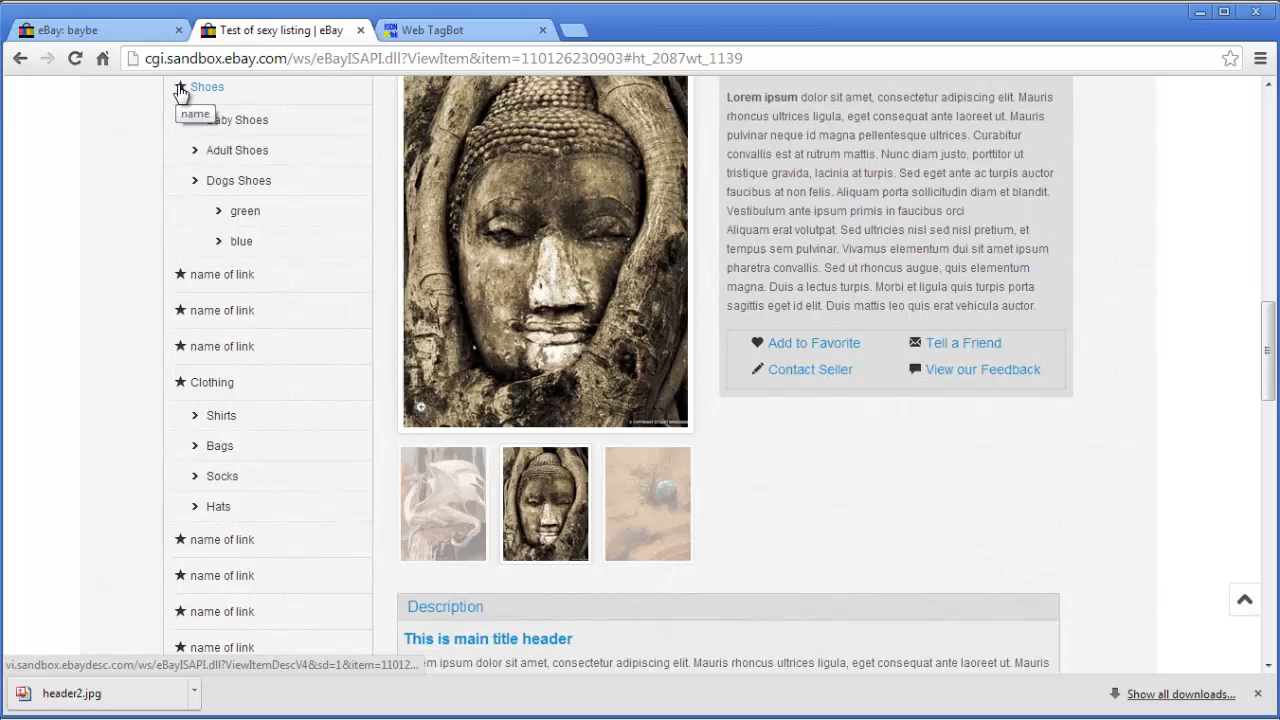 eBay: baybe
Test of sexy listing | eBay
Web TagBot
cgi.sandbox.ebay.com/ws/eBayISAPI.dll?ViewItem&item=110126230903#ht_2087wt_1139
Shoes
name
Baby Shoes
Adult Shoes
Dogs Shoes
green
blue
name of link
name of link
name of link
Clothing
Shirts
Bags
Socks
Hats
name of link
name of link
name of link
name of link
Lorem ipsum dolor sit amet, consectetur adipiscing elit. Mauris
rhoncus ultrices ligula, eget consequat ante laoreet ut. Mauris
pulvinar neque id magna pellentesque ultrices. Curabitur
convallis est at rutrum mattis. Nunc diam justo, porttitor ut
tristique gravida, lacinia at turpis. Sed eget ante ac turpis auctor
faucibus at non felis. Aliquam porta sollicitudin diam et blandit.
Vestibulum ante ipsum primis in faucibus orci
Aliquam erat volutpat. Sed ultricies nisl sed nisl pretium, et
tempus sem pulvinar. Vivamus elementum dui sit amet ipsum
pharetra convallis. Sed ut rhoncus augue, quis elementum
magna. Duis a lectus turpis. Morbi et ligula quis turpis porta
sagittis eget id elit. Duis mattis leo quis erat vehicula auctor.
Add to Favorite
Tell a Friend
Contact Seller
View our Feedback
Description
This is main title header
em ipsum dolor sit amet, consectetur adipiscing elit. Mauris rhoncus ultrices ligula, eget consequat ante laoreet ut. Mauris
vi.sandbox.ebaydesc.com/ws/eBayISAPI.dll?ViewItemDescV4&sd=1&item=11012...
header2.jpg
Show all downloads...